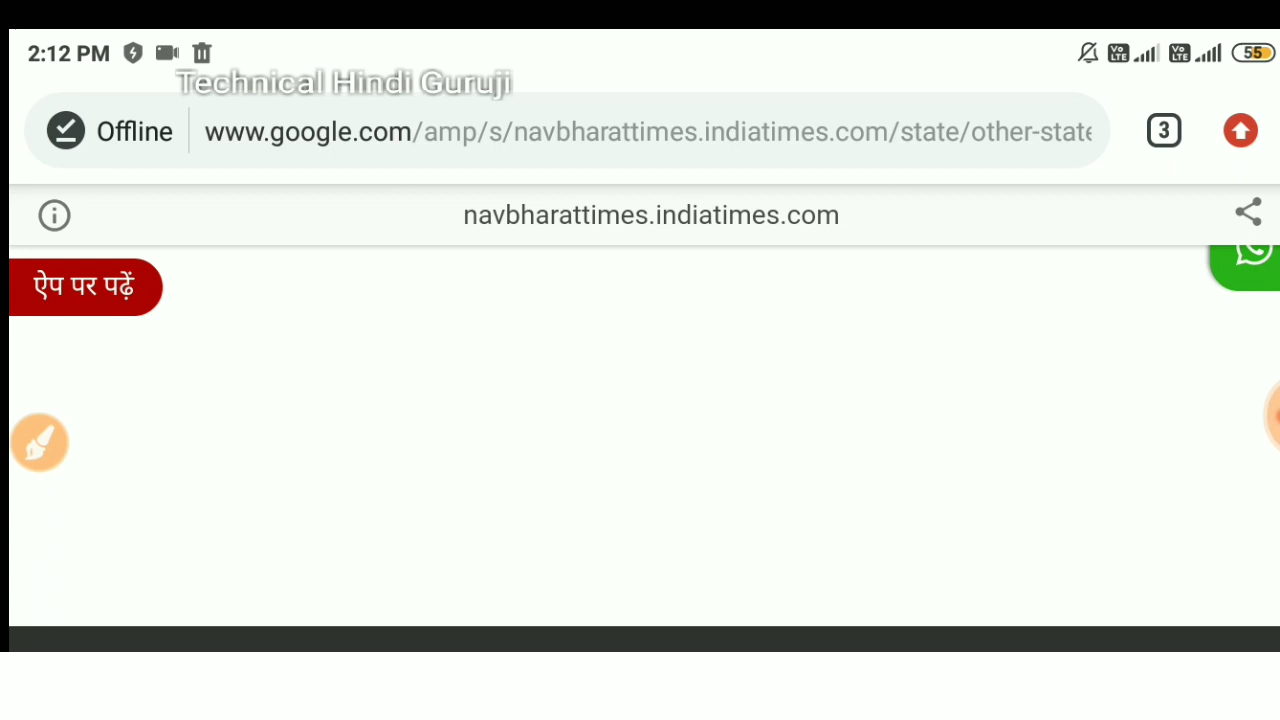 2:12 PM
55
Technical Hindi Guruji
Offline
www.google.com/amp/s/navbharattimes.indiatimes.com/state/other-state
3
navbharattimes.indiatimes.com
ऐप पर पढ़ें